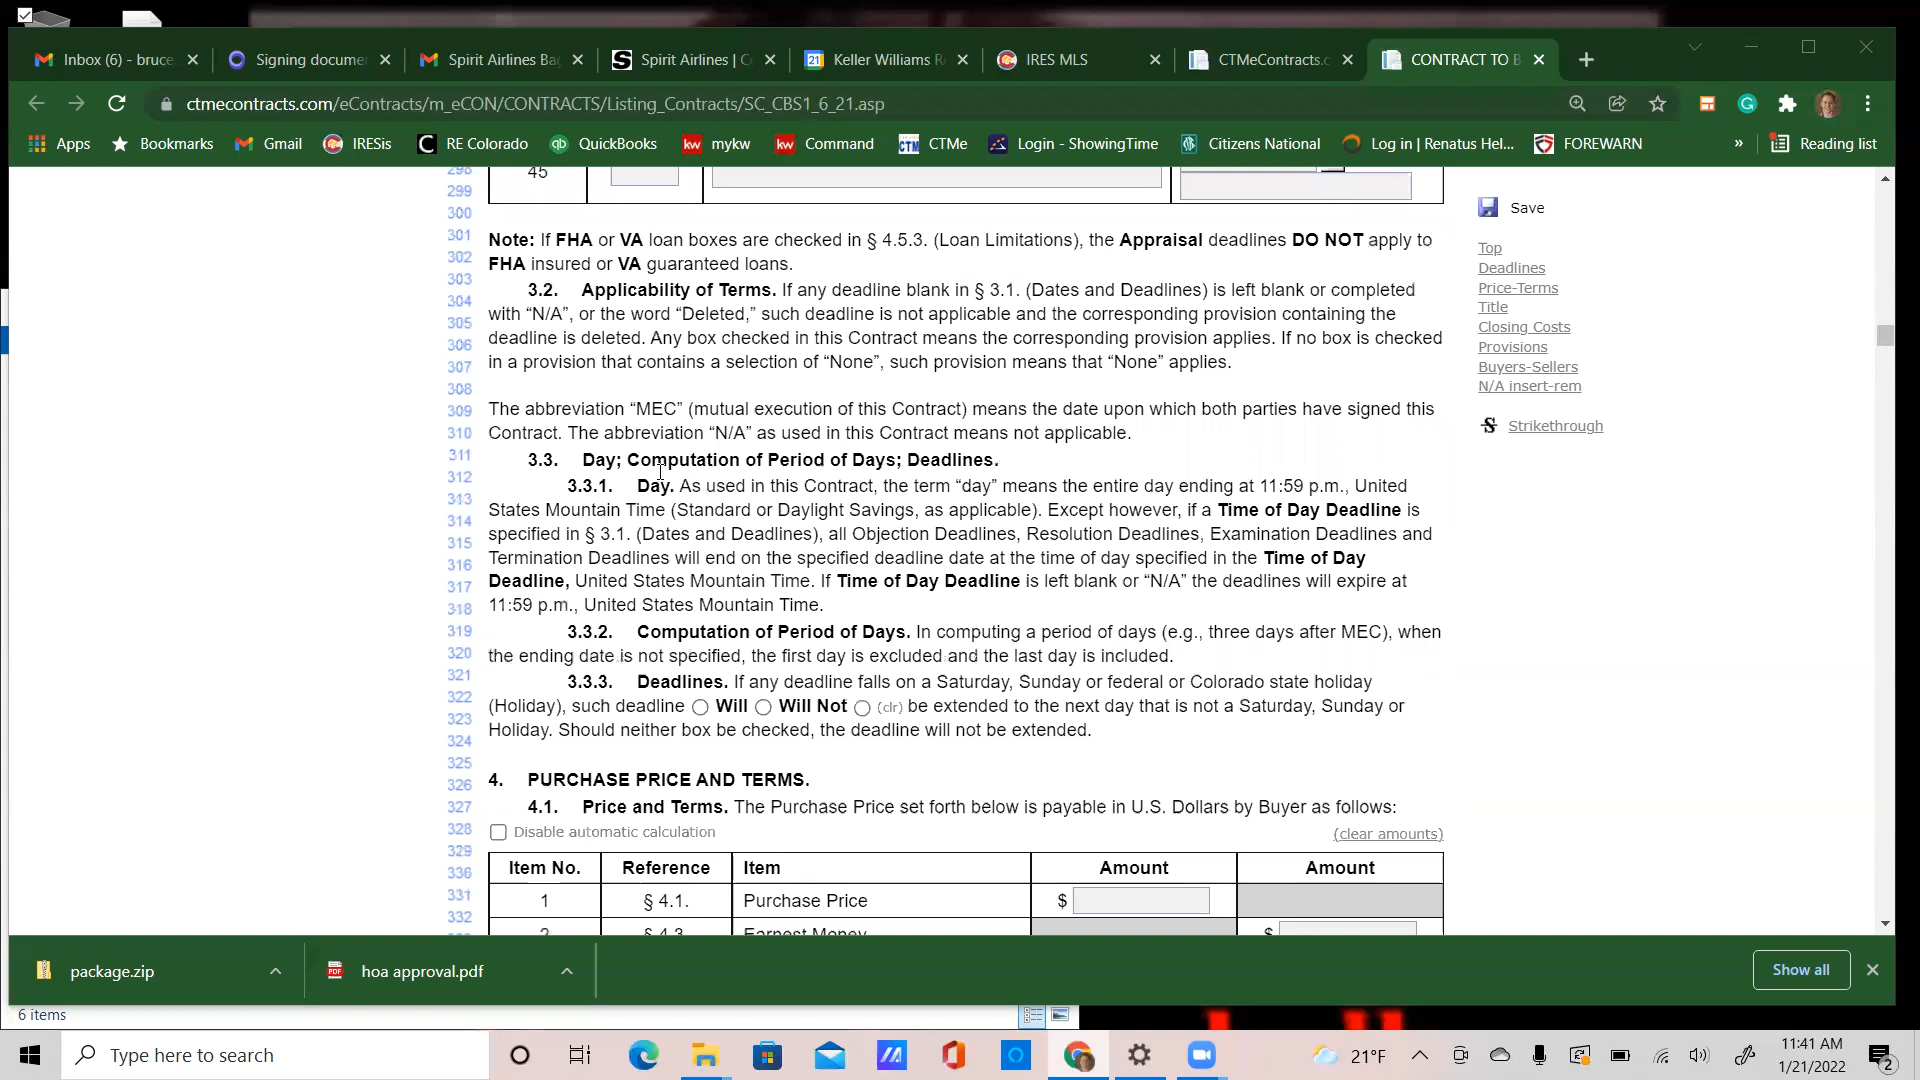 Inbox (6) - bruce
Signing docume
Spirit Airlines Ba
Spirit Airlines | C
Keller Williams R
IRES MLS
CTMeContracts.c
CONTRACT TO B
ctmecontracts.com/eContracts/m_eCON/CONTRACTS/Listing_Contracts/SC_CBS1_6_21.asp
Apps Bookmarks Gmail IRESis RE Colorado QuickBooks mykw Command CTMe Login - ShowingTime Citizens National Log in | Renatus Hel... FOREWARN » Reading list
298
299
300
301
302
303
304
305
306
307
308
309
310
311
312
313
314
315
316
317
318
319
320
321
322
323
324
325
326
327
328
329
330
331
332
45
Note: If FHA or VA loan boxes are checked in § 4.5.3. (Loan Limitations), the Appraisal deadlines DO NOT apply to
FHA insured or VA guaranteed loans.
3.2. Applicability of Terms. If any deadline blank in § 3.1. (Dates and Deadlines) is left blank or completed
with “N/A”, or the word “Deleted,” such deadline is not applicable and the corresponding provision containing the
deadline is deleted. Any box checked in this Contract means the corresponding provision applies. If no box is checked
in a provision that contains a selection of “None”, such provision means that “None” applies.
The abbreviation “MEC” (mutual execution of this Contract) means the date upon which both parties have signed this
Contract. The abbreviation “N/A” as used in this Contract means not applicable.
3.3. Day; Computation of Period of Days; Deadlines.
3.3.1. Day. As used in this Contract, the term “day” means the entire day ending at 11:59 p.m., United
States Mountain Time (Standard or Daylight Savings, as applicable). Except however, if a Time of Day Deadline is
specified in § 3.1. (Dates and Deadlines), all Objection Deadlines, Resolution Deadlines, Examination Deadlines and
Termination Deadlines will end on the specified deadline date at the time of day specified in the Time of Day
Deadline, United States Mountain Time. If Time of Day Deadline is left blank or “N/A” the deadlines will expire at
11:59 p.m., United States Mountain Time.
3.3.2. Computation of Period of Days. In computing a period of days (e.g., three days after MEC), when
the ending date is not specified, the first day is excluded and the last day is included.
3.3.3. Deadlines. If any deadline falls on a Saturday, Sunday or federal or Colorado state holiday
(Holiday), such deadline Will Will Not (clr) be extended to the next day that is not a Saturday, Sunday or
Holiday. Should neither box be checked, the deadline will not be extended.
4. PURCHASE PRICE AND TERMS.
4.1. Price and Terms. The Purchase Price set forth below is payable in U.S. Dollars by Buyer as follows:
Disable automatic calculation (clear amounts)
Item No. Reference Item Amount Amount
1 § 4.1. Purchase Price $
2 § 4.3 Earnest Money $
Save
Top
Deadlines
Price-Terms
Title
Closing Costs
Provisions
Buyers-Sellers
N/A insert-rem
S Strikethrough
package.zip
hoa approval.pdf
Show all
6 items
Type here to search
21°F
11:41 AM
1/21/2022
2